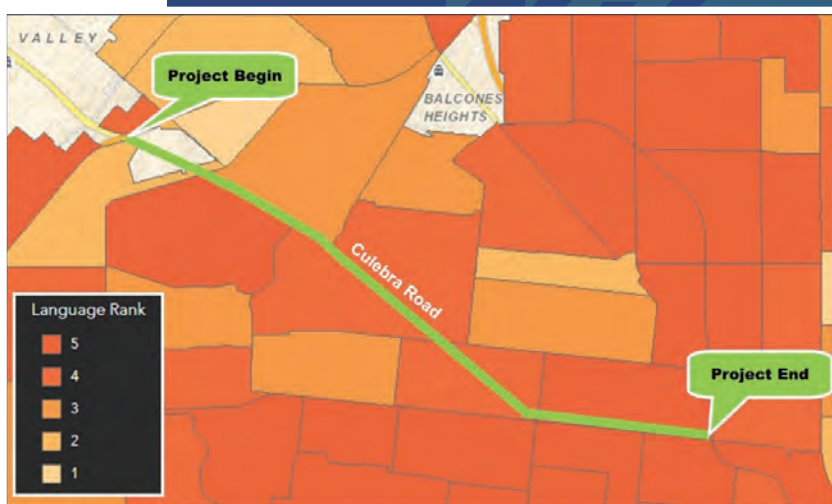 VALLEY
Project Begin
BALCONES
HEIGHTS
Culebra Road
Language Rank
5
4
3
2
1
Project End